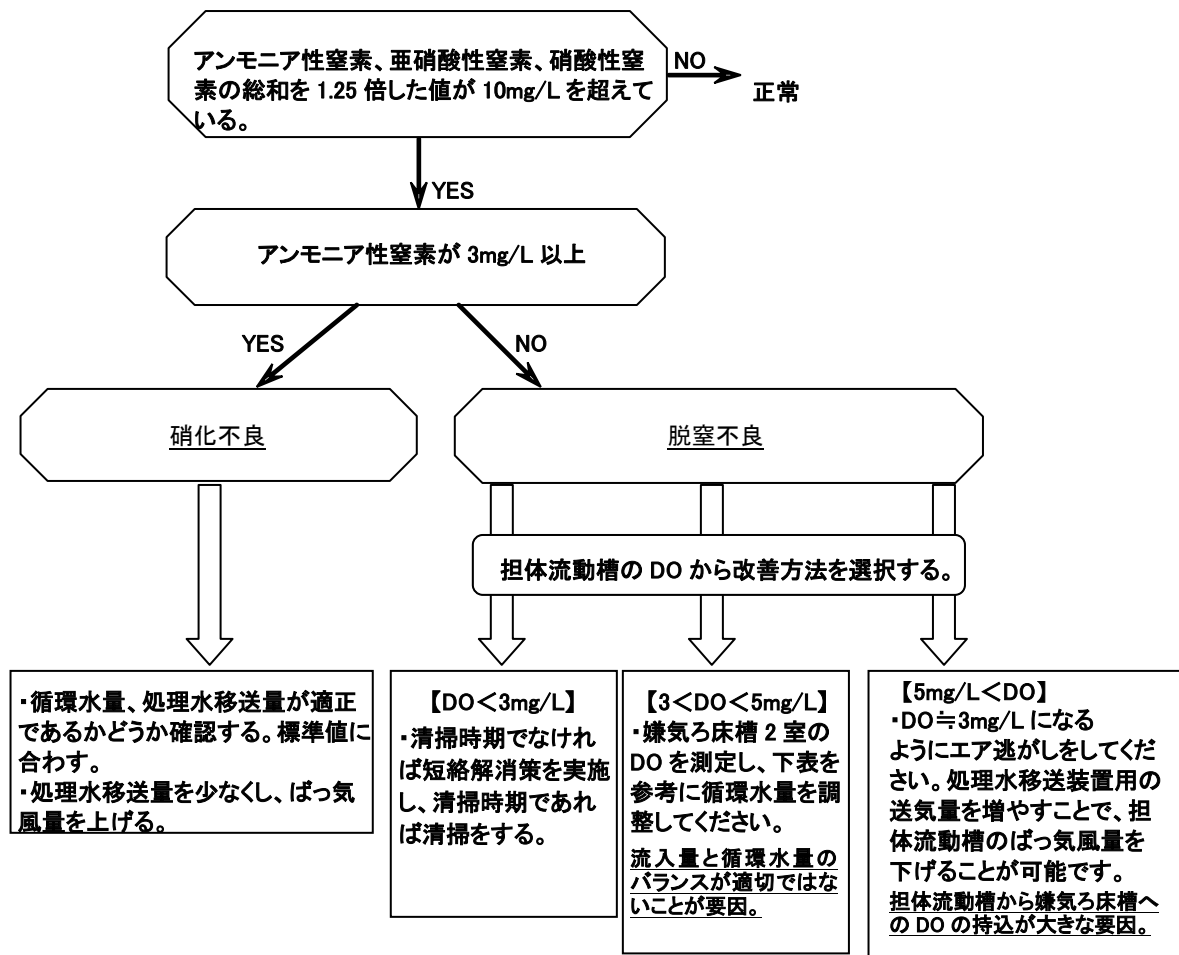 アンモニア性窒素、亜硝酸性窒素、硝酸性窒
素の総和を 1.25 倍した値が 10mg/L を超えて
いる。
NO
正常
YES
アンモニア性窒素が 3mg/L 以上
YES
NO
硝化不良
脱窒不良
担体流動槽の DO から改善方法を選択する。
・循環水量、処理水移送量が適正
であるかどうか確認する。標準値に
合わす。
・処理水移送量を少なくし、ばっ気
風量を上げる。
【DO<3mg/L】
・清掃時期でなけれ
ば短絡解消策を実施
し、清掃時期であれ
ば清掃をする。
【3<DO<5mg/L】
・嫌気ろ床槽 2 室の
DO を測定し、下表を
参考に循環水量を調
整してください。
流入量と循環水量の
バランスが適切ではな
いことが要因。
【5mg/L<DO】
・DO≒3mg/L になる
ようにエア逃がしをしてくだ
さい。処理水移送装置用の
送気量を増やすことで、担
体流動槽のばっ気風量を
下げることが可能です。
担体流動槽から嫌気ろ床槽へ
の DO の持込が大きな要因。